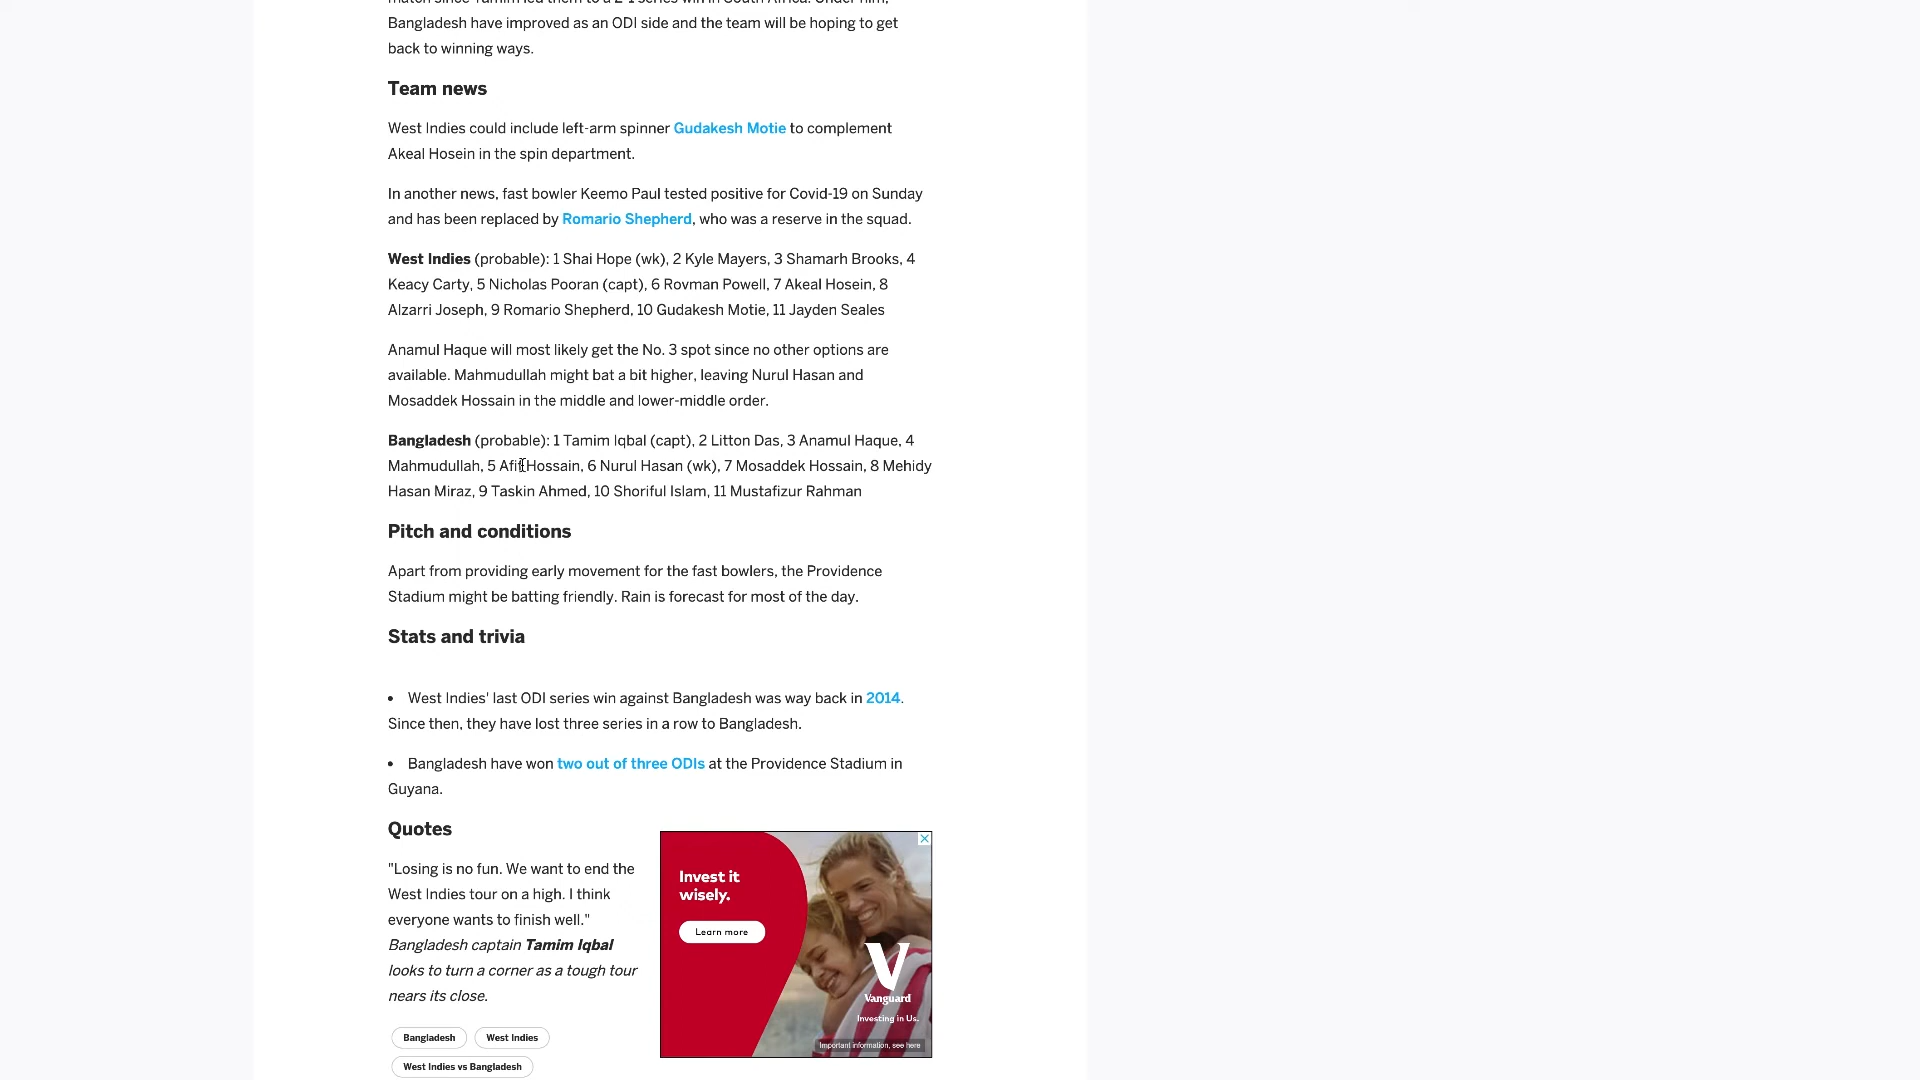 Bangladesh have improved as an ODI side and the team will be hoping to get
back to winning ways.
Team news
West Indies could include left-arm spinner Gudakesh Motie to complement
Akeal Hosein in the spin department.
In another news, fast bowler Keemo Paul tested positive for Covid-19 on Sunday
and has been replaced by Romario Shepherd, who was a reserve in the squad.
West Indies (probable): 1 Shai Hope (wk), 2 Kyle Mayers, 3 Shamarh Brooks, 4
Keacy Carty, 5 Nicholas Pooran (capt), 6 Rovman Powell, 7 Akeal Hosein, 8
Alzarri Joseph, 9 Romario Shepherd, 10 Gudakesh Motie, 11 Jayden Seales
Anamul Haque will most likely get the No. 3 spot since no other options are
available. Mahmudullah might bat a bit higher, leaving Nurul Hasan and
Mosaddek Hossain in the middle and lower-middle order.
Bangladesh (probable): 1 Tamim Iqbal (capt), 2 Litton Das, 3 Anamul Haque, 4
Mahmudullah, 5 Afif Hossain, 6 Nurul Hasan (wk), 7 Mosaddek Hossain, 8 Mehidy
Hasan Miraz, 9 Taskin Ahmed, 10 Shoriful Islam, 11 Mustafizur Rahman
Pitch and conditions
Apart from providing early movement for the fast bowlers, the Providence
Stadium might be batting friendly. Rain is forecast for most of the day.
Stats and trivia
• West Indies' last ODI series win against Bangladesh was way back in 2014.
Since then, they have lost three series in a row to Bangladesh.
• Bangladesh have won two out of three ODIs at the Providence Stadium in
Guyana.
Quotes
"Losing is no fun. We want to end the
West Indies tour on a high. I think
everyone wants to finish well."
Bangladesh captain Tamim Iqbal
looks to turn a corner as a tough tour
nears its close.
Invest it
wisely.
Learn more
Vanguard
Investing in Us.
Important information, see here
Bangladesh
West Indies
West Indies vs Bangladesh